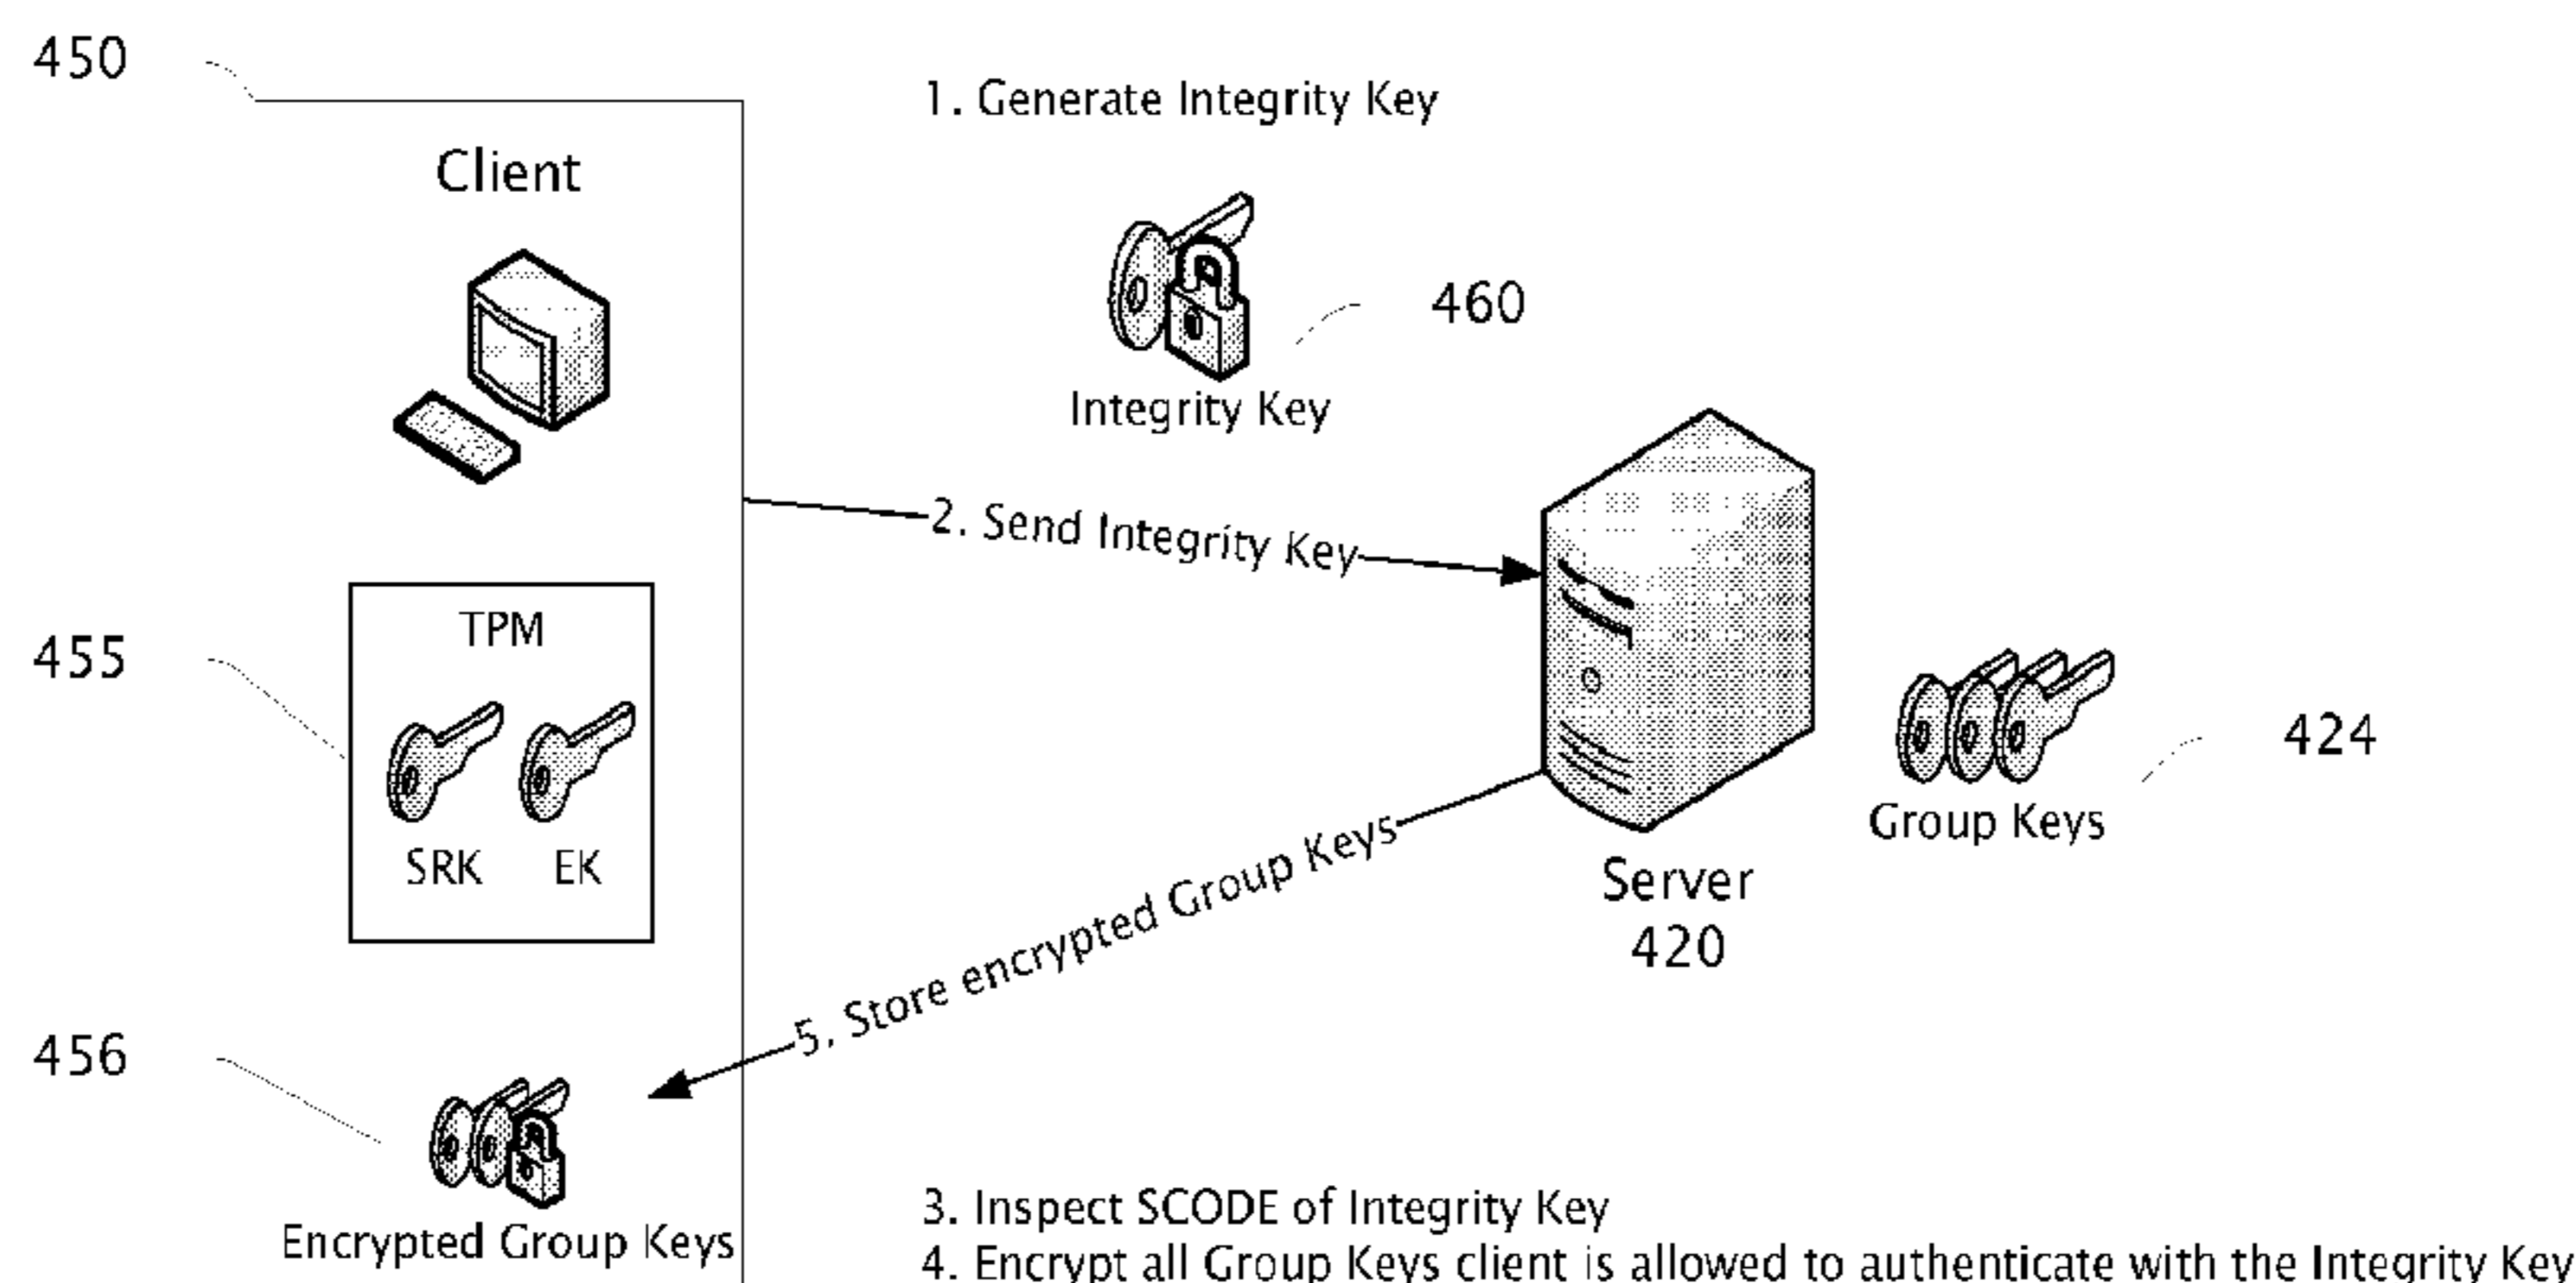 450
1. Generate Integrity Key
Client
460
Integrity Key
2. Send Integrity Key
TPM
455
SRK EK
424
Group Keys
Server
420
5. Store encrypted Group Keys
456
Encrypted Group Keys
3. Inspect SCODE of Integrity Key
4. Encrypt all Group Keys client is allowed to authenticate with the Integrity Key